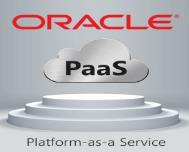 ORACLE®
PaaS
Platform-as-a Service